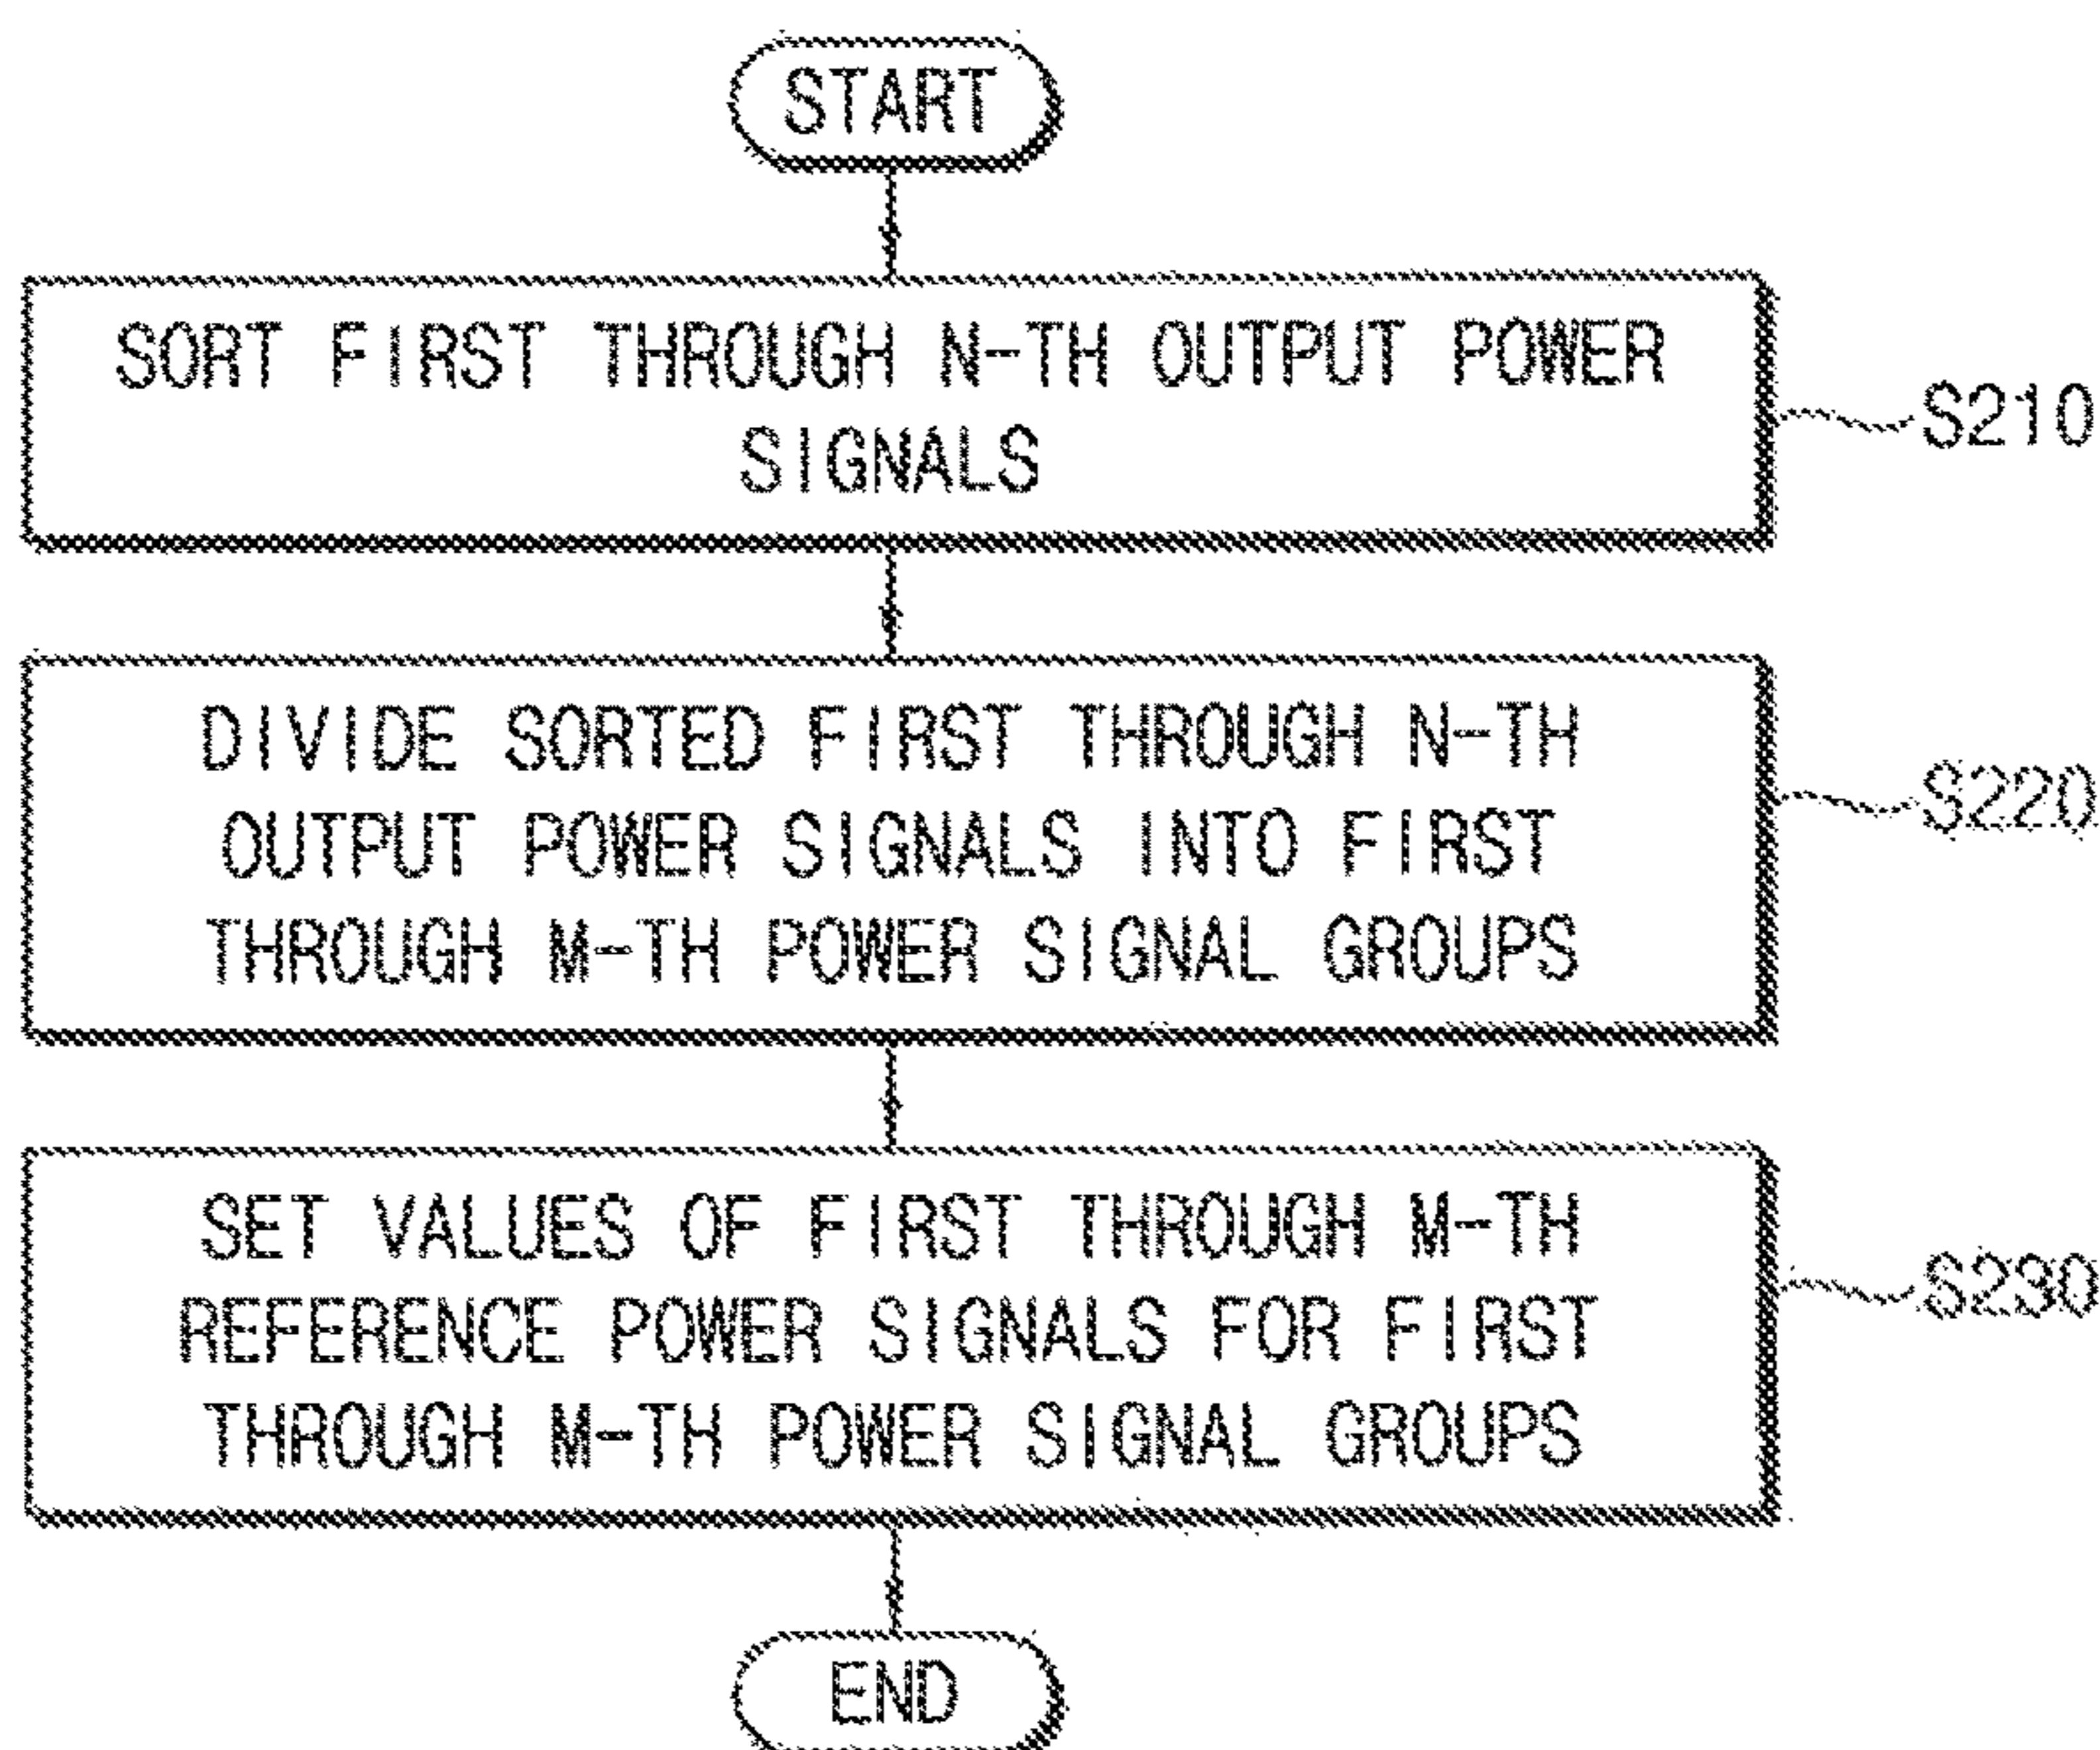 START
SORT FIRST THROUGH N-TH OUTPUT POWER
SIGNALS
S210
DIVIDE SORTED FIRST THROUGH N-TH
OUTPUT POWER SIGNALS INTO FIRST
THROUGH M-TH POWER SIGNAL GROUPS
S220
SET VALUES OF FIRST THROUGH M-TH
REFERENCE POWER SIGNALS FOR FIRST
THROUGH M-TH POWER SIGNAL GROUPS
S230
END